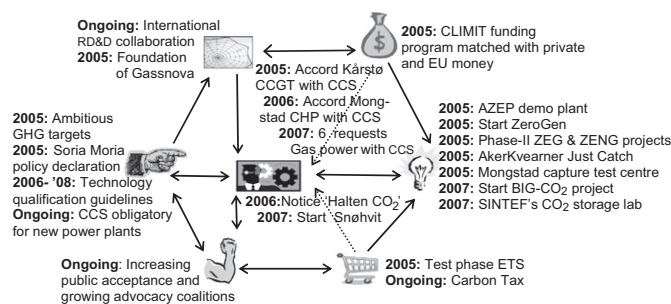 Ongoing: International
RD&D collaboration
2005: Foundation
of Gassnova
2005: CLIMIT funding
program matched with private
and EU money
2005: Accord Kårstø
CCGT with CCS
2006: Accord Mong-
stad CHP with CCS
2007: 6 requests
Gas power with CCS
2005: Ambitious
GHG targets
2005: Soria Moria
policy declaration
2006- '08: Technology
qualification guidelines
Ongoing: CCS obligatory
for new power plants
2005: AZEP demo plant
2005: Start ZeroGen
2005: Phase-II ZEG & ZENG projects
2005: AkerKvearner Just Catch
2005: Mongstad capture test centre
2007: Start BIG-CO2 project
2007: SINTEF's CO2 storage lab
2006: Notice 'Halten CO2'
2007: Start Snøhvit
Ongoing: Increasing
public acceptance and
growing advocacy coalitions
2005: Test phase ETS
Ongoing: Carbon Tax